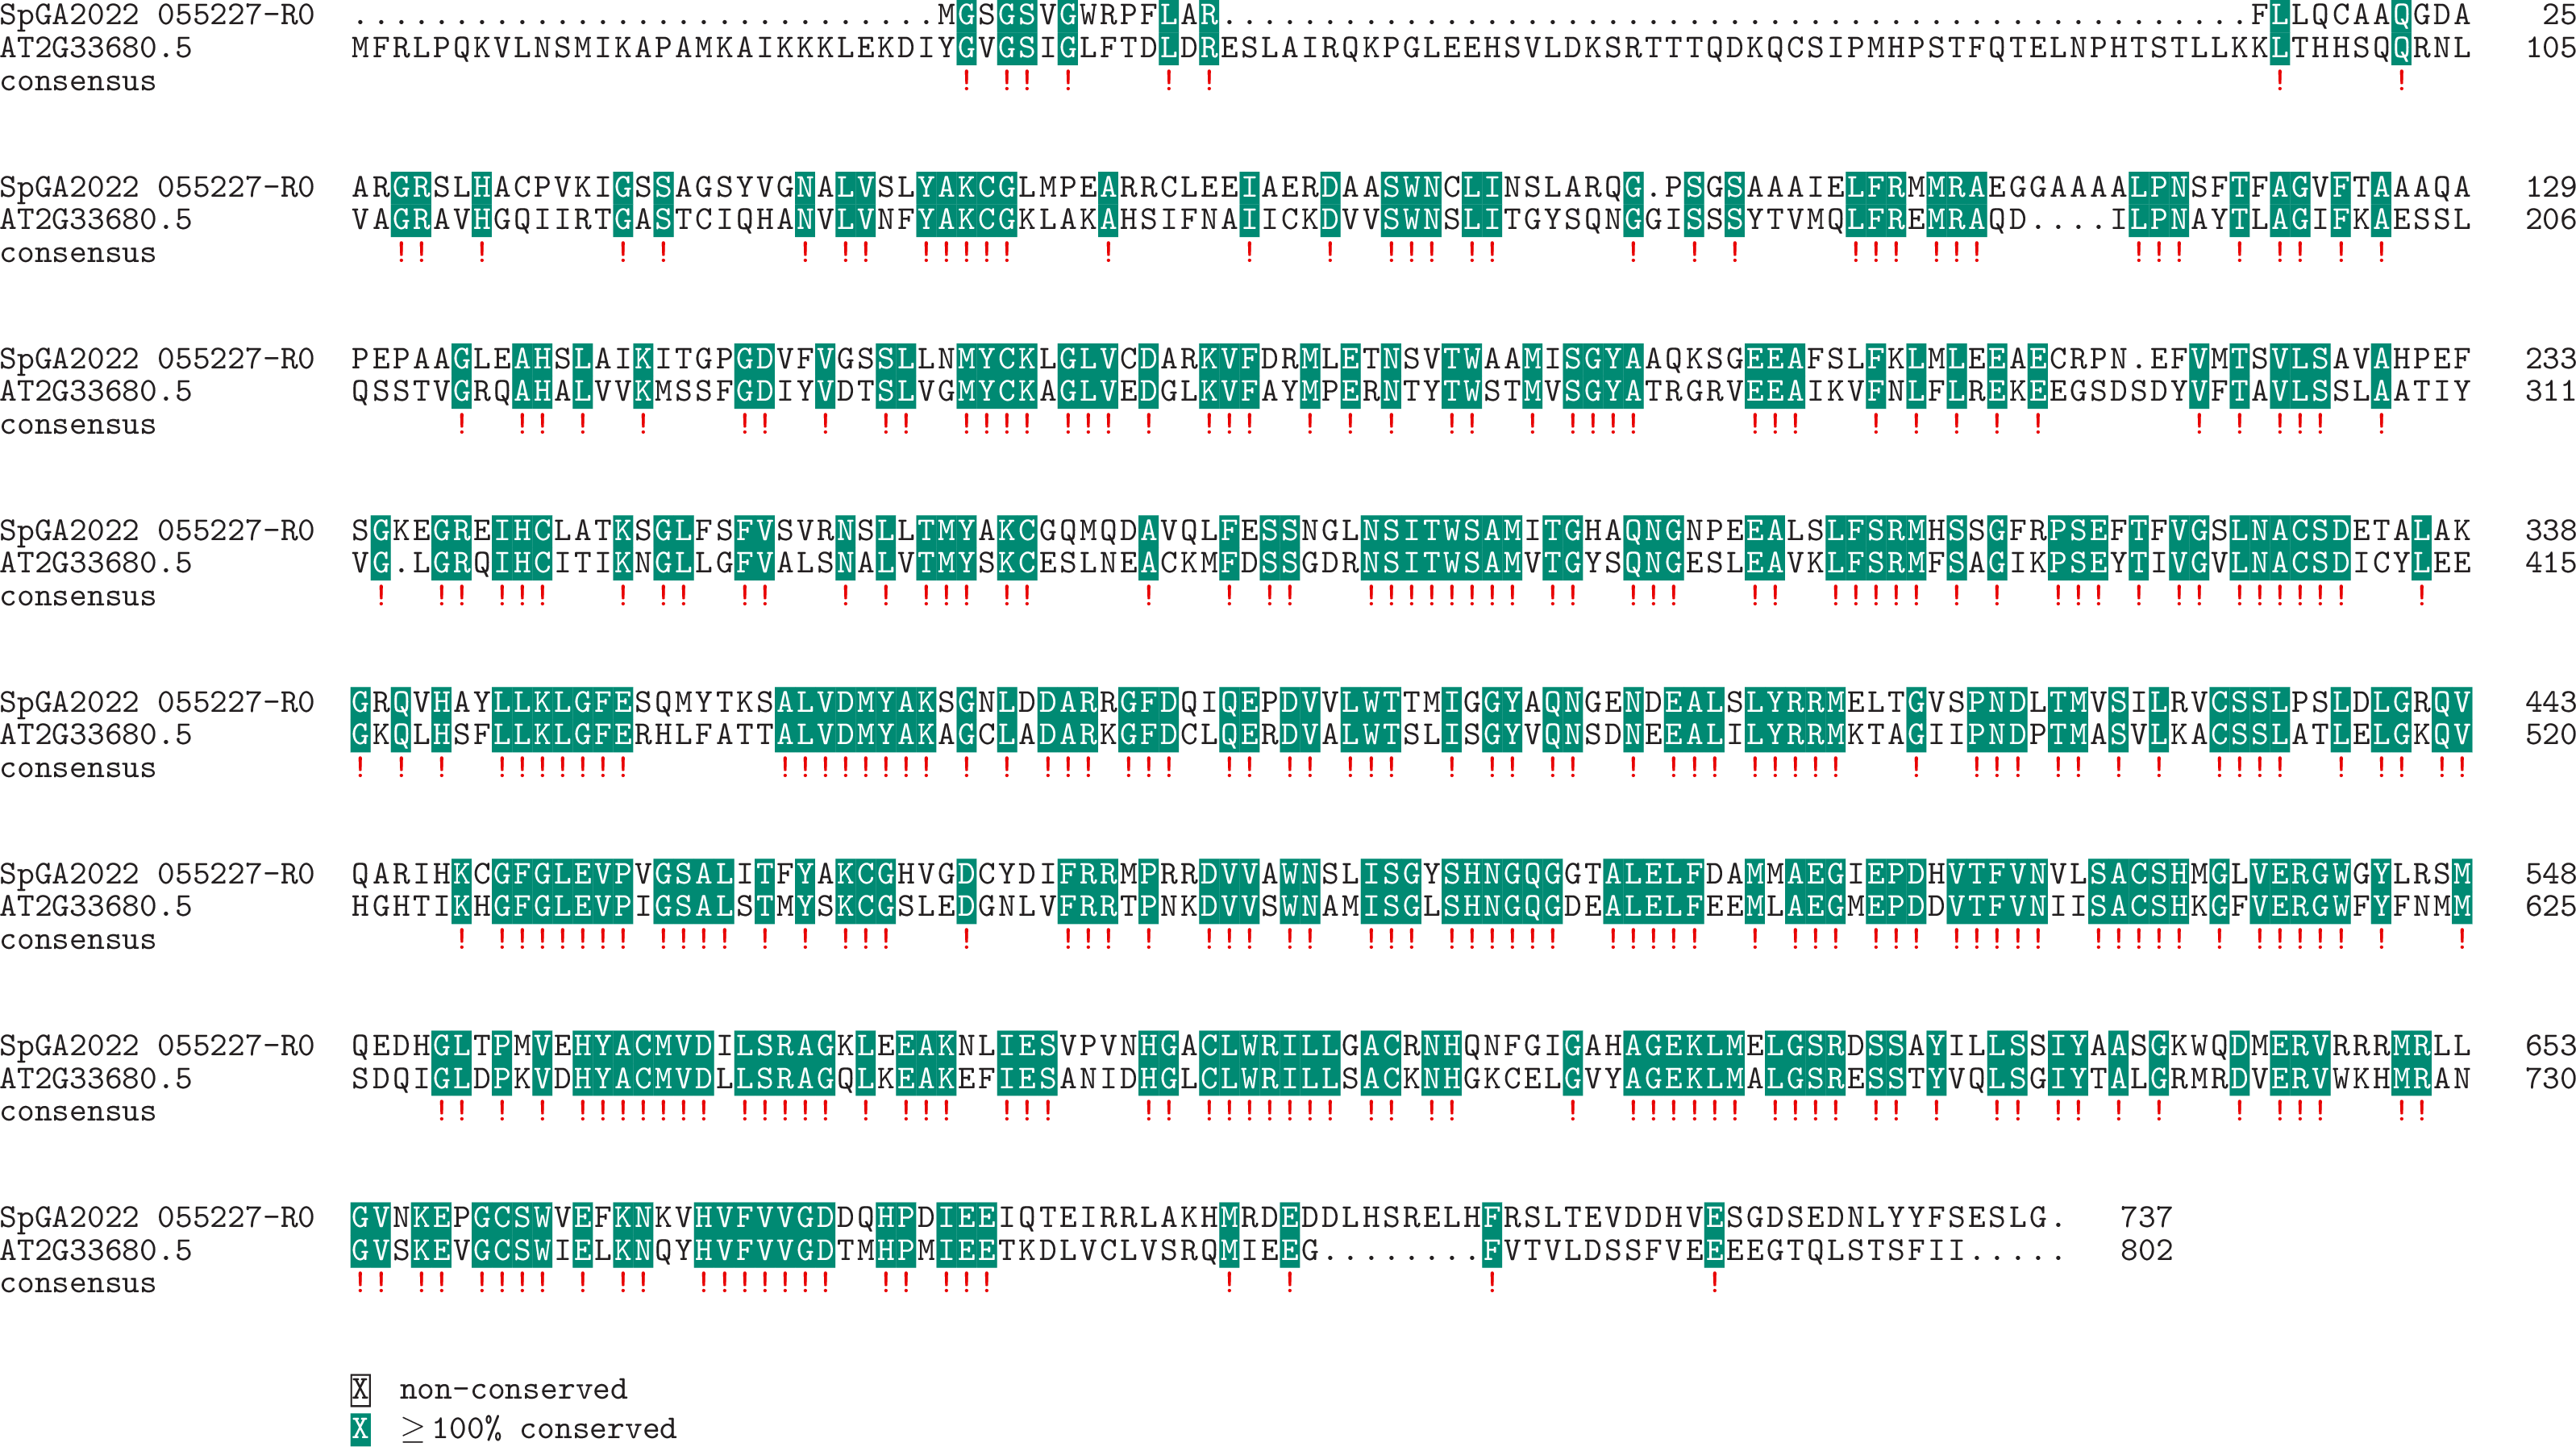 SpGA2022 055227-R0 .............................MGSGSVGWRPFLAR...................................................FLLQCAAQGDA 25
AT2G33680.5 MFRLPQKVLNSMIKAPAMKAIKKKLEKDIYGVGSIGLFTDLDRESLAIRQKPGLEEHSVLDKSRTTTQDKQCSIPMHPSTFQTELNPHTSTLLKKLTHHSQQRNL 105
consensus ! !! ! ! ! ! !
SpGA2022 055227-R0 ARGRSLHACPVKIGSSAGSYVGNALVSLYAKCGLMPEARRCLEEIAERDAASWNCLINSLARQG.PSGSAAAIELFRMMRAEGGAAAALPNSFTFAGVFTAAAQA 129
AT2G33680.5 VAGRAVHGQIIRTGASTCIQHANVLVNFYAKCGKLAKAHSIFNAIICKDVVSWNSLITGYSQNGGISSSYTVMQLFREMRAQD....ILPNAYTLAGIFKAESSL 206
consensus !! ! ! ! ! !! !!!!! ! ! ! !!! !! ! ! ! !!! !!! !!! ! !! ! !
SpGA2022 055227-R0 PEPAAGLEAHSLAIKITGPGDVFVGSSLLNMYCKLGLVCDARKVFDRMLETNSVTWAAMISGYAAQKSGEEAFSLFKLMLEEAECRPN.EFVMTSVLSAVAHPEF 233
AT2G33680.5 QSSTVGRQAHALVVKMSSFGDIYVDTSLVGMYCKAGLVEDGLKVFAYMPERNTYTWSTMVSGYATRGRVEEAIKVFNLFLREKEEGSDSDYVFTAVLSSLAATIY 311
consensus ! !! ! ! !! ! !! !!!! !!! ! !!! ! ! ! !! ! !!!! !!! ! ! ! ! ! ! ! !!! !
SpGA2022 055227-R0 SGKEGREIHCLATKSGLFSFVSVRNSLLTMYAKCGQMQDAVQLFESSNGLNSITWSAMITGHAQNGNPEEALSLFSRMHSSGFRPSEFTFVGSLNACSDETALAK 338
AT2G33680.5 VG.LGRQIHCITIKNGLLGFVALSNALVTMYSKCESLNEACKMFDSSGDRNSITWSAMVTGYSQNGESLEAVKLFSRMFSAGIKPSEYTIVGVLNACSDICYLEE 415
consensus ! !! !!! ! !! !! ! ! !!! !! ! ! !! !!!!!!!! !! !!! !! !!!!! ! ! !!! ! !! !!!!!! !
SpGA2022 055227-R0 GRQVHAYLLKLGFESQMYTKSALVDMYAKSGNLDDARRGFDQIQEPDVVLWTTMIGGYAQNGENDEALSLYRRMELTGVSPNDLTMVSILRVCSSLPSLDLGRQV 443
AT2G33680.5 GKQLHSFLLKLGFERHLFATTALVDMYAKAGCLADARKGFDCLQERDVALWTSLISGYVQNSDNEEALILYRRMKTAGIIPNDPTMASVLKACSSLATLELGKQV 520
consensus ! ! ! !!!!!!! !!!!!!!! ! ! !!! !!! !! !! !!! ! !! !! ! !!! !!!!! ! !!! !! ! ! !!!! ! !! !!
SpGA2022 055227-R0 QARIHKCGFGLEVPVGSALITFYAKCGHVGDCYDIFRRMPRRDVVAWNSLISGYSHNGQGGTALELFDAMMAEGIEPDHVTFVNVLSACSHMGLVERGWGYLRSM 548
AT2G33680.5 HGHTIKHGFGLEVPIGSALSTMYSKCGSLEDGNLVFRRTPNKDVVSWNAMISGLSHNGQGDEALELFEEMLAEGMEPDDVTFVNIISACSHKGFVERGWFYFNMM 625
consensus ! !!!!!!! !!!! ! ! !!! ! !!! ! !!! !! !!! !!!!!! !!!!! ! !!! !!! !!!!! !!!!! ! !!!!! ! !
SpGA2022 055227-R0 QEDHGLTPMVEHYACMVDILSRAGKLEEAKNLIESVPVNHGACLWRILLGACRNHQNFGIGAHAGEKLMELGSRDSSAYILLSSIYAASGKWQDMERVRRRMRLL 653
AT2G33680.5 SDQIGLDPKVDHYACMVDLLSRAGQLKEAKEFIESANIDHGLCLWRILLSACKNHGKCELGVYAGEKLMALGSRESSTYVQLSGIYTALGRMRDVERVWKHMRAN 730
consensus !! ! ! !!!!!!! !!!!! ! !!! !!! !! !!!!!!! !! !! ! !!!!!! !!!! !! ! !! !! ! ! ! !!! !!
SpGA2022 055227-R0 GVNKEPGCSWVEFKNKVHVFVVGDDQHPDIEEIQTEIRRLAKHMRDEDDLHSRELHFRSLTEVDDHVESGDSEDNLYYFSESLG. 737
AT2G33680.5 GVSKEVGCSWIELKNQYHVFVVGDTMHPMIEETKDLVCLVSRQMIEEG........FVTVLDSSFVEEEEGTQLSTSFII..... 802
consensus !! !! !!!! ! !! !!!!!!! !! !!! ! ! ! !
X non-conserved
X ≥100% conserved